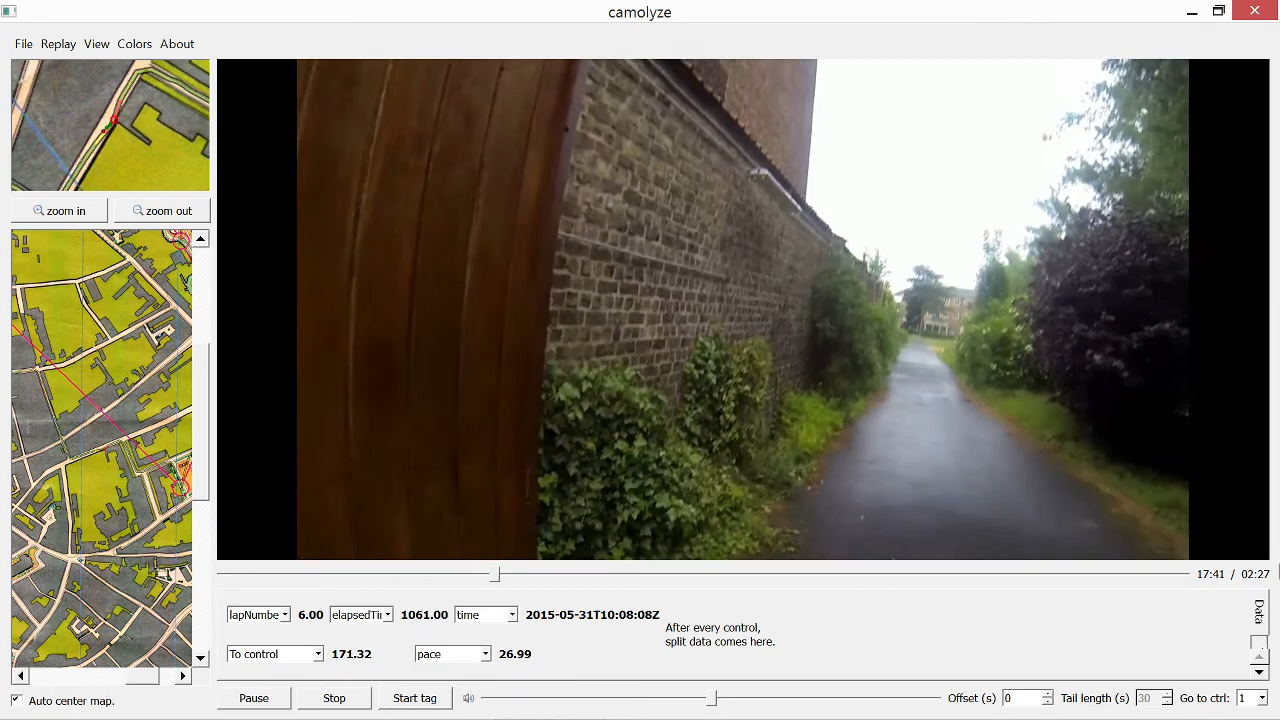 camolyze
File Replay View Colors About
zoom in zoom out
17:41 / 02:27
lapNumbe 6.00 elapsedTii 1061.00 time 2015-05-31T10:08:08Z
After every control,
split data comes here.
Data
To control 171.32 pace 26.99
Auto center map.
Pause Stop Start tag Offset (s) 0 Tail length (s) 30 Go to ctrl: 1